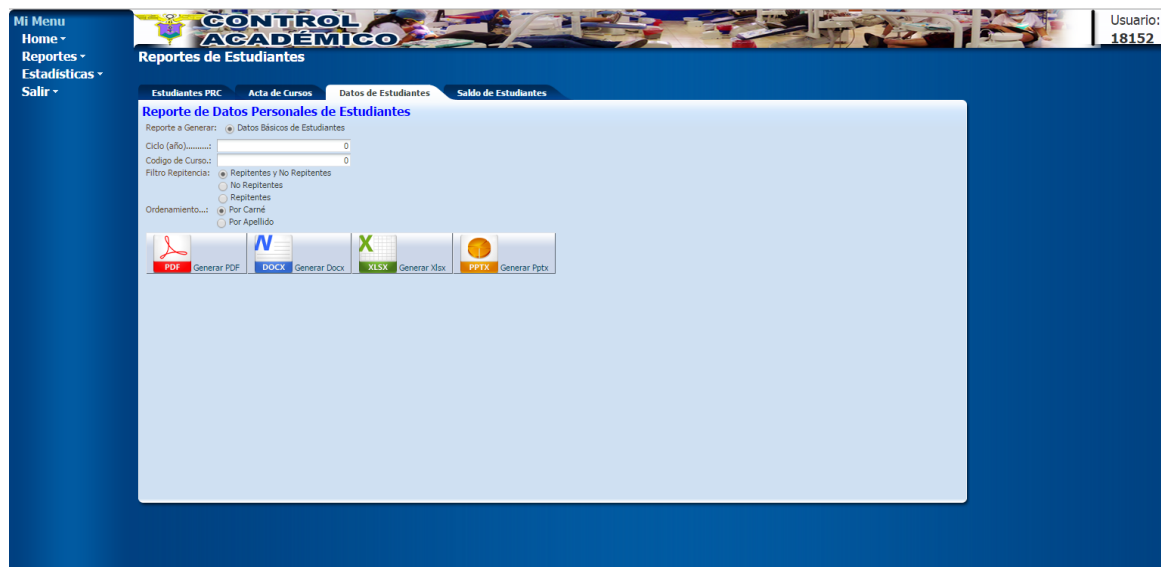 Mi Menu
Home
Reportes
Estadísticas
Salir
CONTROL
ACADÉMICO
Usuario:
18152
Reportes de Estudiantes
Estudiantes PRC Acta de Cursos Datos de Estudiantes Saldo de Estudiantes
Reporte de Datos Personales de Estudiantes
Reporte a Generar: Datos Básicos de Estudiantes
Ciclo (año).........: 0
Codigo de Curso.: 0
Filtro Repitencia: Repitentes y No Repitentes
No Repitentes
Repitentes
Ordenamiento...: Por Carné
Por Apellido
PDF Generar PDF W DOCX Generar Docx X XLSX Generar Xlsx PPTX Generar Pptx